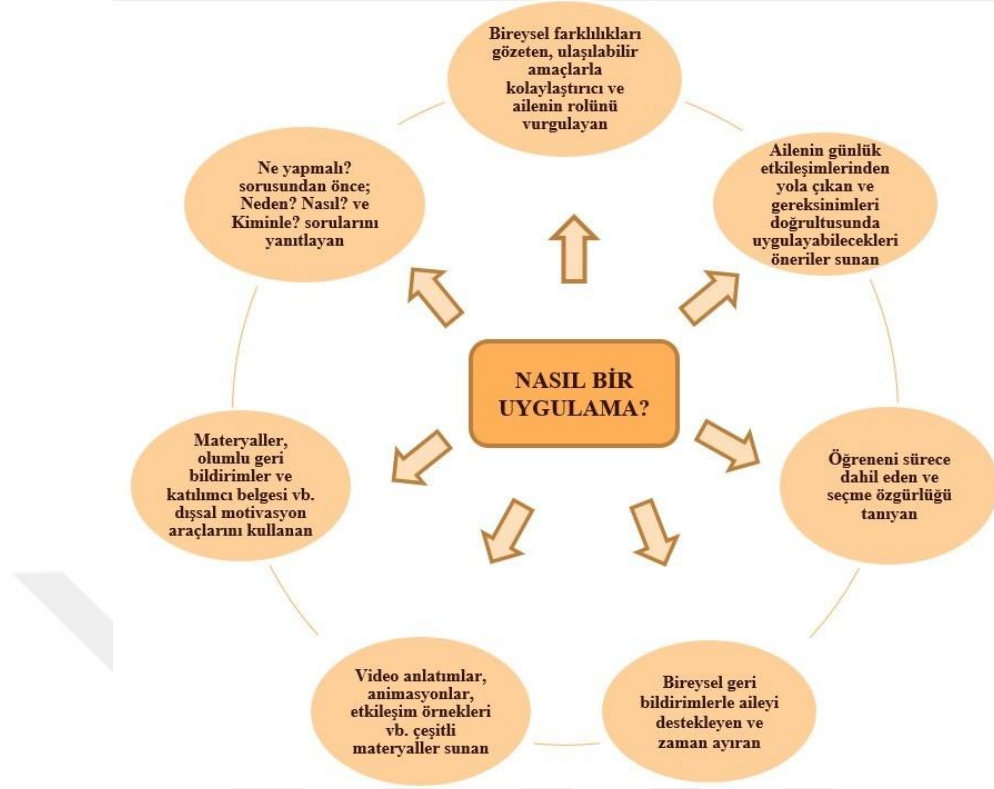 Bireysel farklılıkları
gözeten, ulaşılabilir
amaçlarla
kolaylaştırıcı ve
ailenin rolünü
vurgulayan
Ailenin günlük
etkileşimlerinden
yola çıkan ve
gereksinimleri
doğrultusunda
uygulayabilecekleri
öneriler sunan
Öğreneni sürece
dahil eden ve
seçme özgürlüğü
tanıyan
Bireysel geri
bildirimlerle aileyi
destekleyen ve
zaman ayıran
Video anlatımlar,
animasyonlar,
etkileşim örnekleri
vb. çeşitli
materyaller sunan
Materyaller,
olumlu geri
bildirimler ve
katılımcı belgesi vb.
dışsal motivasyon
araçlarını kullanan
Ne yapmalı?
sorusundan önce;
Neden? Nasıl? ve
Kiminle? sorularını
yanıtlayan
NASIL BİR
UYGULAMA?